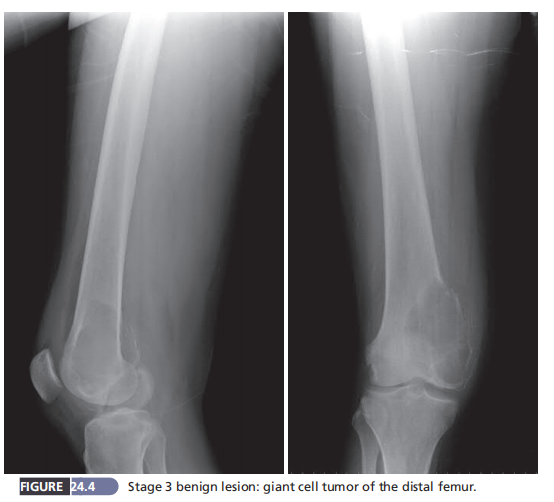 FIGURE 24.4 Stage 3 benign lesion: giant cell tumor of the distal femur.